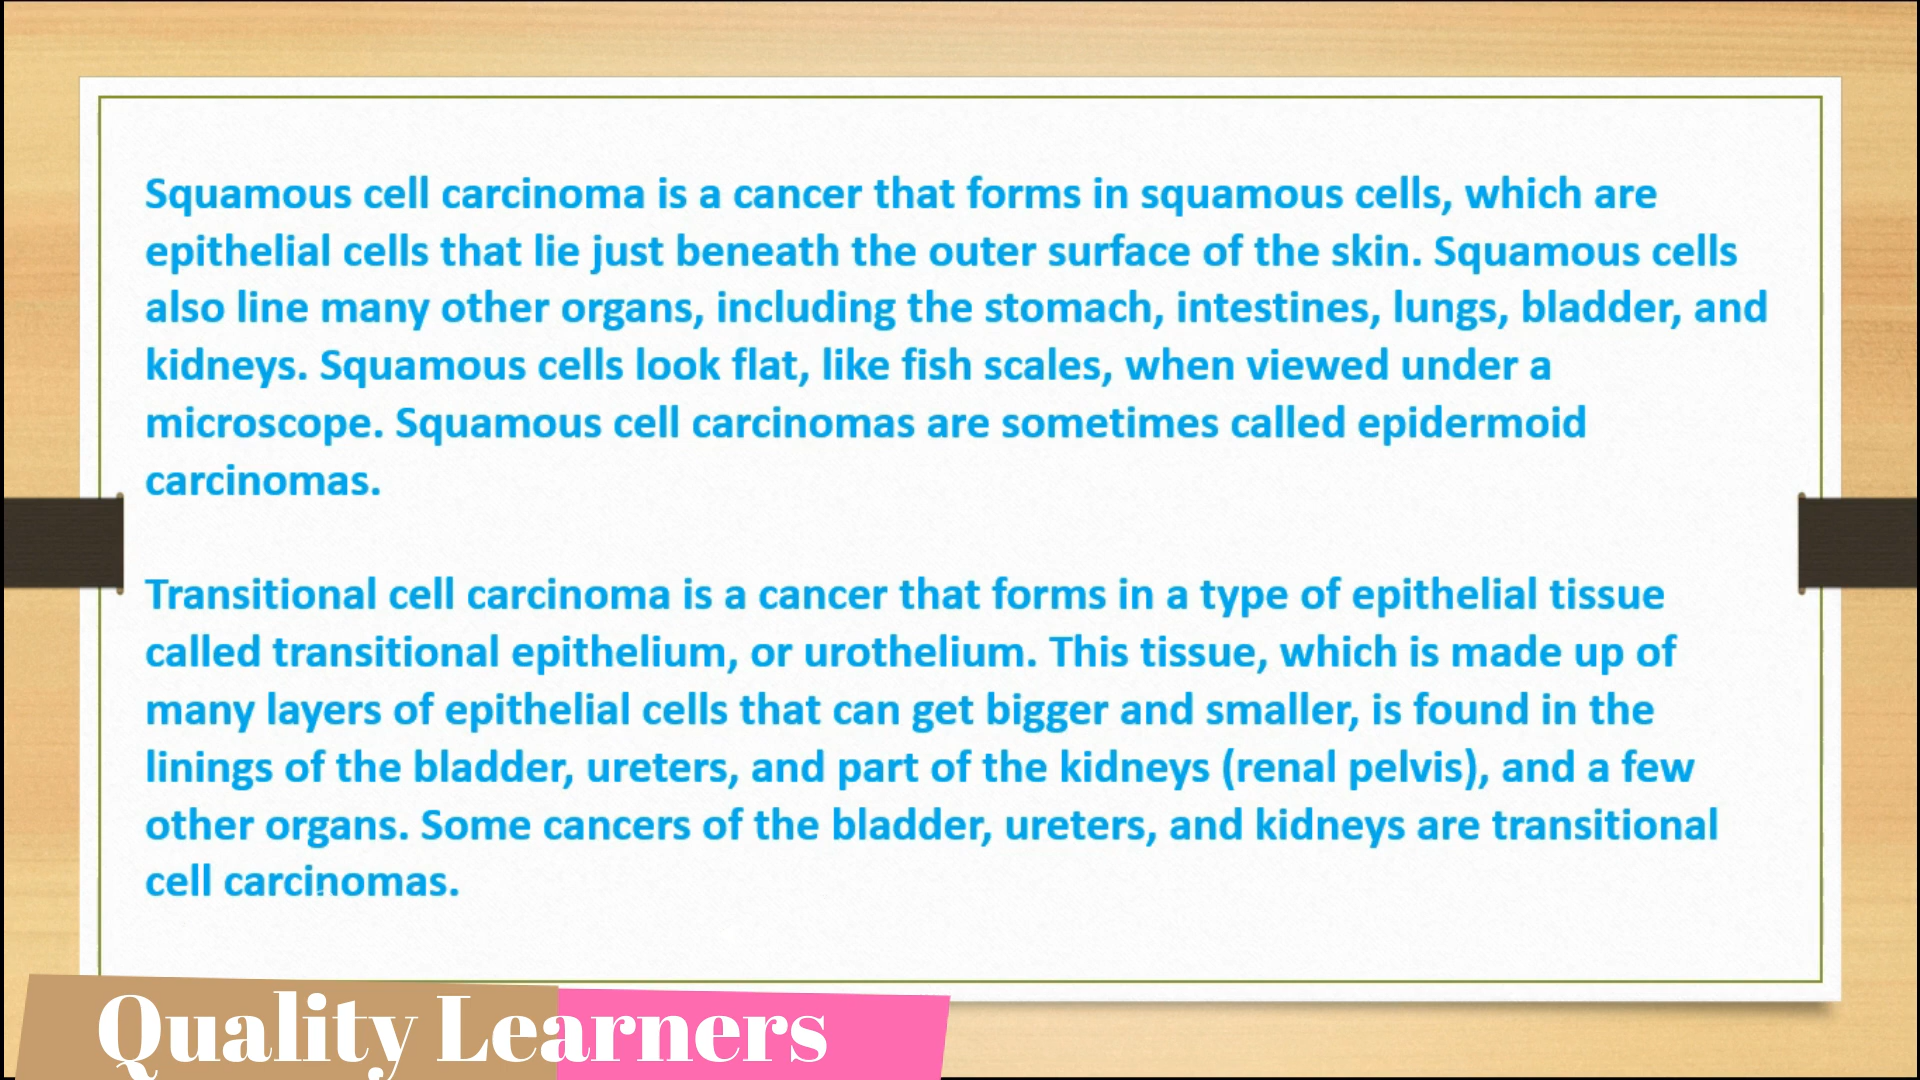 Squamous cell carcinoma is a cancer that forms in squamous cells, which are
epithelial cells that lie just beneath the outer surface of the skin. Squamous cells
also line many other organs, including the stomach, intestines, lungs, bladder, and
kidneys. Squamous cells look flat, like fish scales, when viewed under a
microscope. Squamous cell carcinomas are sometimes called epidermoid
carcinomas.
Transitional cell carcinoma is a cancer that forms in a type of epithelial tissue
called transitional epithelium, or urothelium. This tissue, which is made up of
many layers of epithelial cells that can get bigger and smaller, is found in the
linings of the bladder, ureters, and part of the kidneys (renal pelvis), and a few
other organs. Some cancers of the bladder, ureters, and kidneys are transitional
cell carcinomas.
Quality Learners